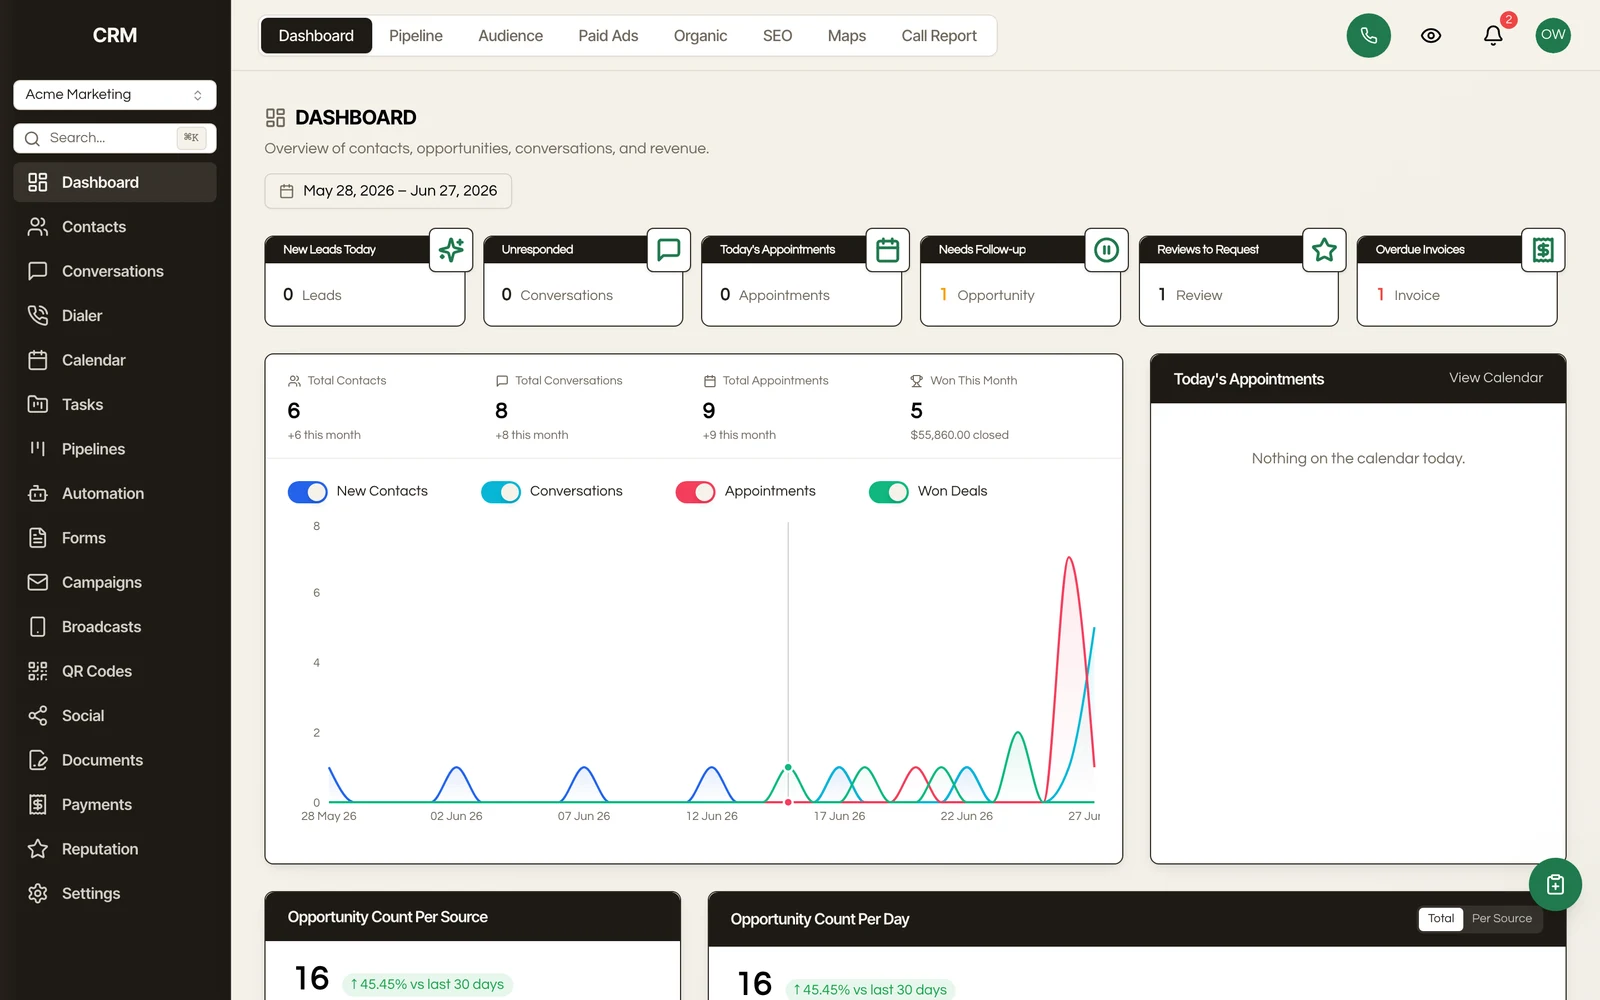 CRM
Acme Marketing
Search...
⌘K
Dashboard
Contacts
Conversations
Dialer
Calendar
Tasks
Pipelines
Automation
Forms
Campaigns
Broadcasts
QR Codes
Social
Documents
Payments
Reputation
Settings
Dashboard Pipeline Audience Paid Ads Organic SEO Maps Call Report
2
OW
DASHBOARD
Overview of contacts, opportunities, conversations, and revenue.
May 28, 2026 – Jun 27, 2026
New Leads Today
0 Leads
Unresponded
0 Conversations
Today's Appointments
0 Appointments
Needs Follow-up
1 Opportunity
Reviews to Request
1 Review
Overdue Invoices
1 Invoice
Total Contacts
6
+6 this month
Total Conversations
8
+8 this month
Total Appointments
9
+9 this month
Won This Month
5
$55,860.00 closed
New Contacts
Conversations
Appointments
Won Deals
8
6
4
2
0
28 May 26 02 Jun 26 07 Jun 26 12 Jun 26 17 Jun 26 22 Jun 26 27 Jur
Today's Appointments
View Calendar
Nothing on the calendar today.
Opportunity Count Per Source
16
↑ 45.45% vs last 30 days
Opportunity Count Per Day
Total Per Source
16
↑ 45.45% vs last 30 days